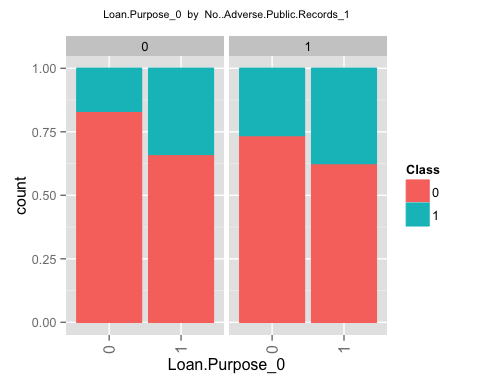 Loan.Purpose_0 by No..Adverse.Public.Records_1
0 1
1.00
0.75
0.50
0.25
0.00
count
0 1 0 1
Loan.Purpose_0
Class
0
1